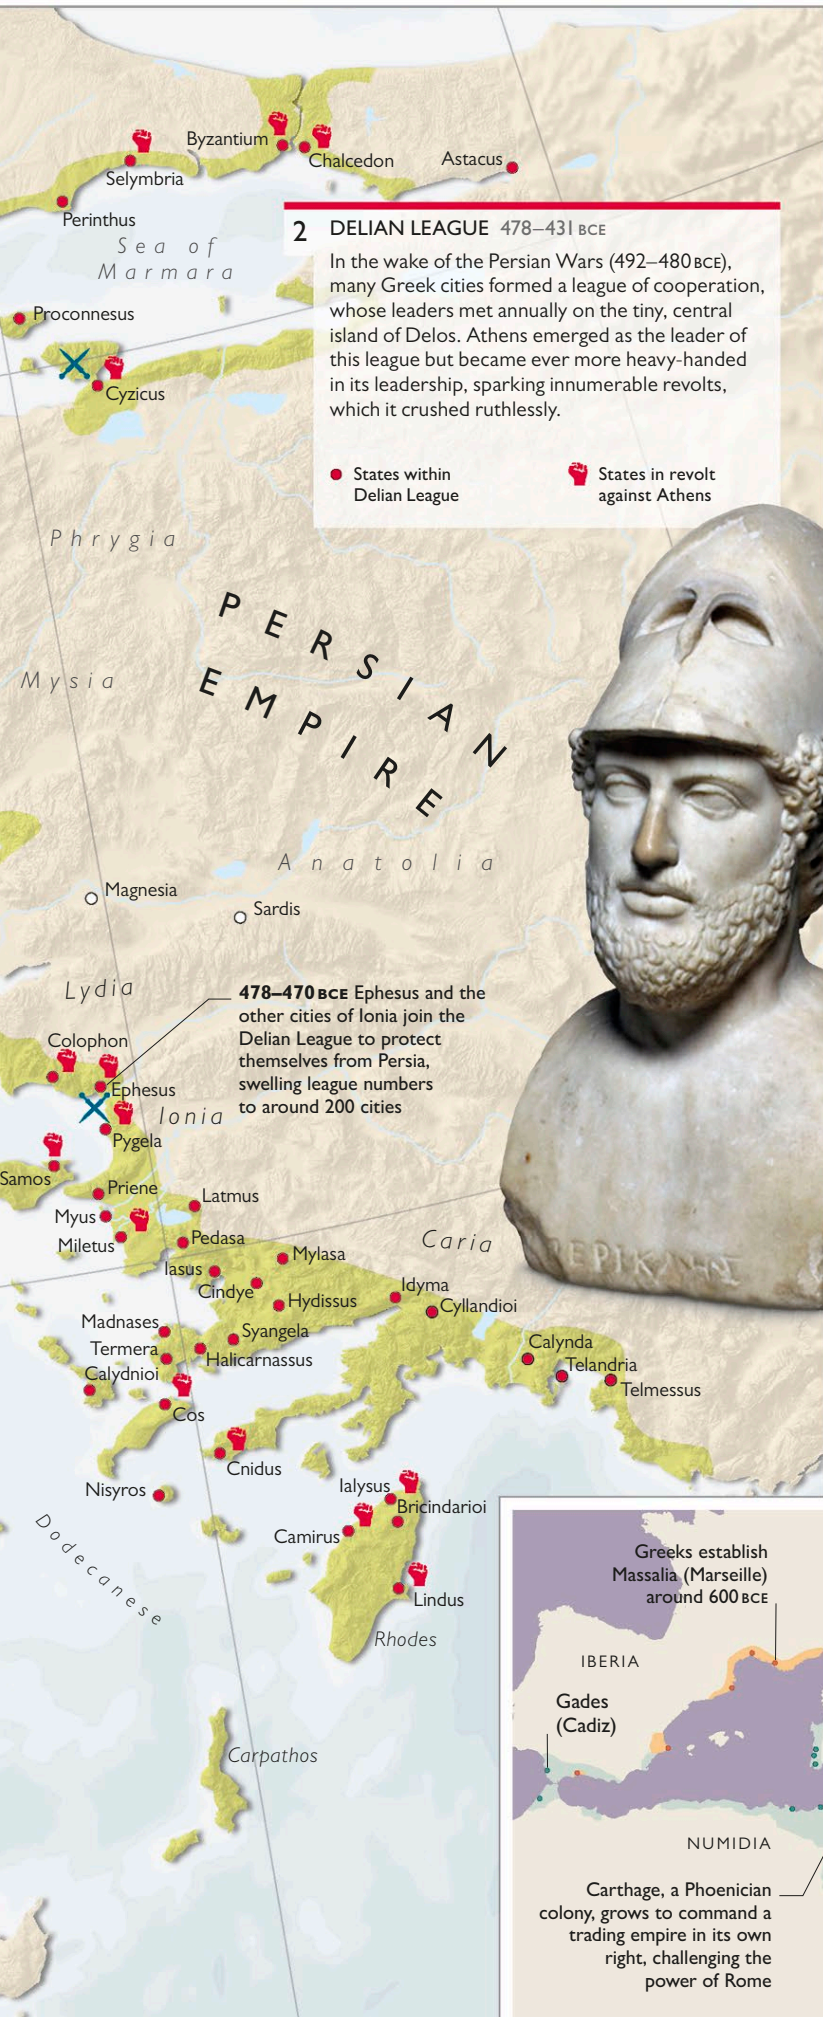 Byzantium
Chalcedon
Astacus
Selymbria
Perinthus
Sea of
Marmara
2 DELIAN LEAGUE 478–431 BCE
In the wake of the Persian Wars (492–480 BCE),
many Greek cities formed a league of cooperation,
whose leaders met annually on the tiny, central
island of Delos. Athens emerged as the leader of
this league but became ever more heavy-handed
in its leadership, sparking innumerable revolts,
which it crushed ruthlessly.
States within
Delian League
States in revolt
against Athens
Proconnesus
Cyzicus
Phrygia
Mysia
PERSIAN
EMPIRE
Anatolia
Magnesia
Sardis
Lydia
478–470 BCE Ephesus and the
other cities of Ionia join the
Delian League to protect
themselves from Persia,
swelling league numbers
to around 200 cities
Colophon
Ephesus
Ionia
Pygela
Samos
Priene
Latmus
Myus
Miletus
Pedasa
Caria
Mylasa
Iasus
Cindye
Idyma
Hydissus
Cyllandioi
Madnases
Syangela
Termera
Halicarnassus
Calynda
Telandria
Calydnioi
Telmessus
Cos
Cnidus
Nisyros
Ialysus
Bricindarioi
Camirus
Dodecanese
Lindus
Rhodes
Carpathos
ΠΕΡΙΚΛΗΣ
Greeks establish
Massalia (Marseille)
around 600 BCE
IBERIA
Gades
(Cadiz)
NUMIDIA
Carthage, a Phoenician
colony, grows to command a
trading empire in its own
right, challenging the
power of Rome